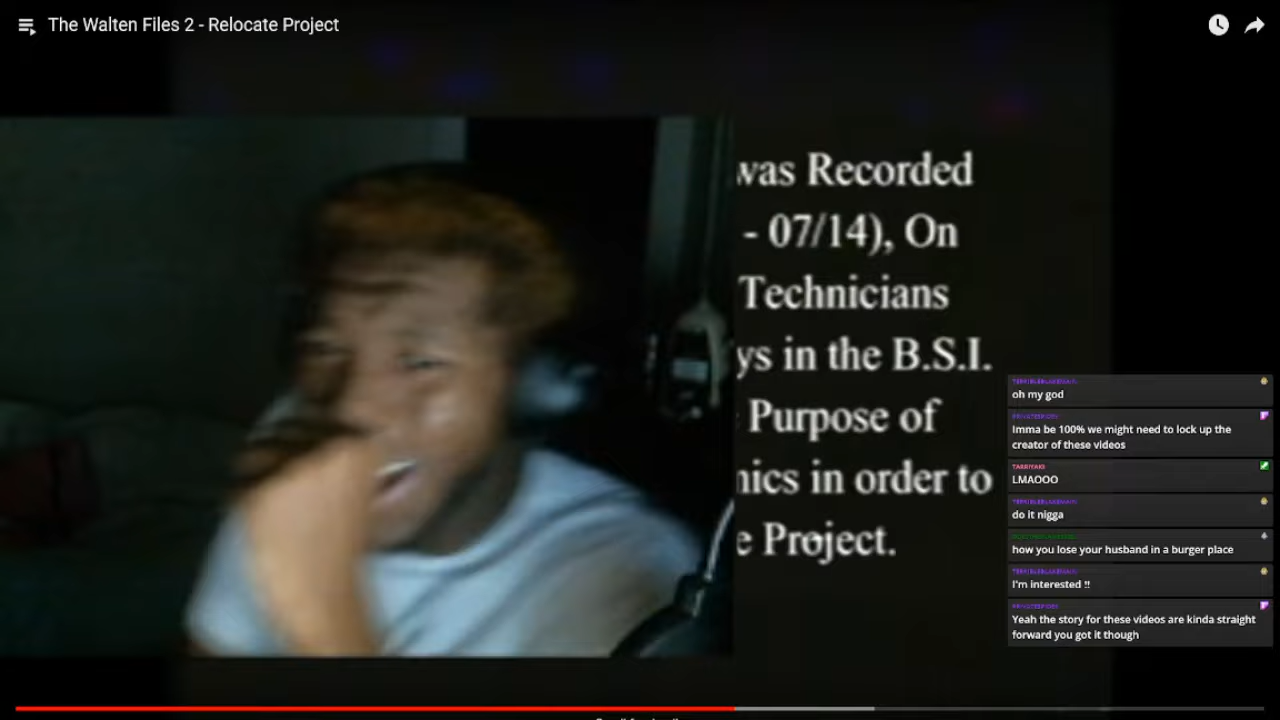 The Walten Files 2 - Relocate Project
was Recorded
- 07/14), On
Technicians
ys in the B.S.I.
Purpose of
nics in order to
e Project.
oh my god
Imma be 100% we might need to lock up the
creator of these videos
TARRIYAKI
LMAOOO
do it nigga
how you lose your husband in a burger place
I'm interested !!
Yeah the story for these videos are kinda straight
forward you got it though